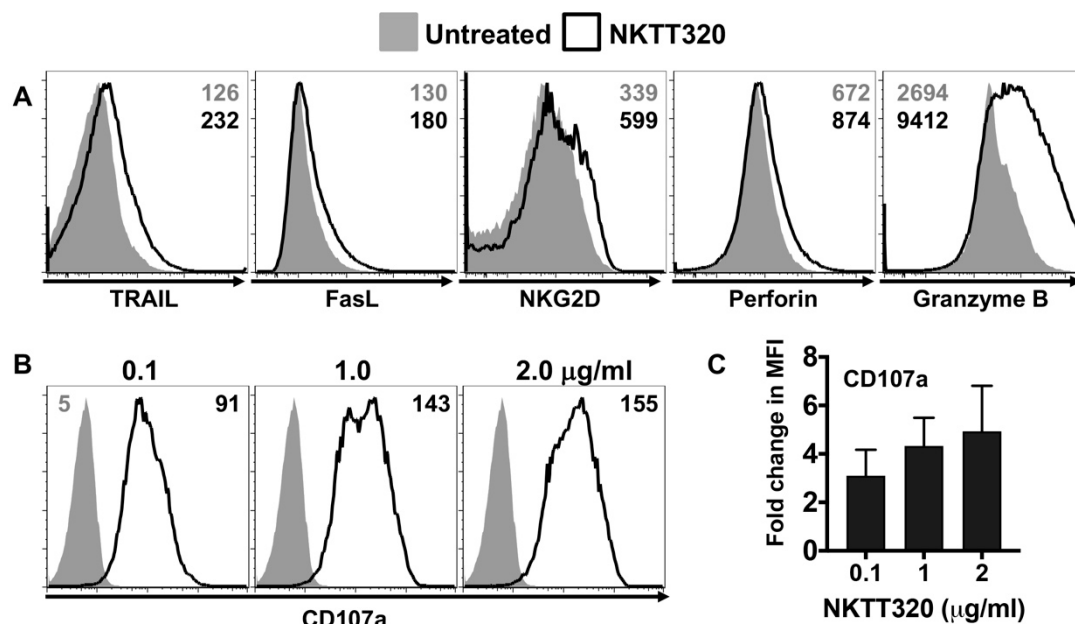 Untreated NKTT320
A
126
232
130
180
339
599
672
874
2694
9412
TRAIL FasL NKG2D Perforin Granzyme B
B
0.1 1.0 2.0 μg/ml
5 91 143 155
CD107a
C
CD107a
Fold change in MFI
8
6
4
2
0
0.1 1 2
NKTT320 (μg/ml)